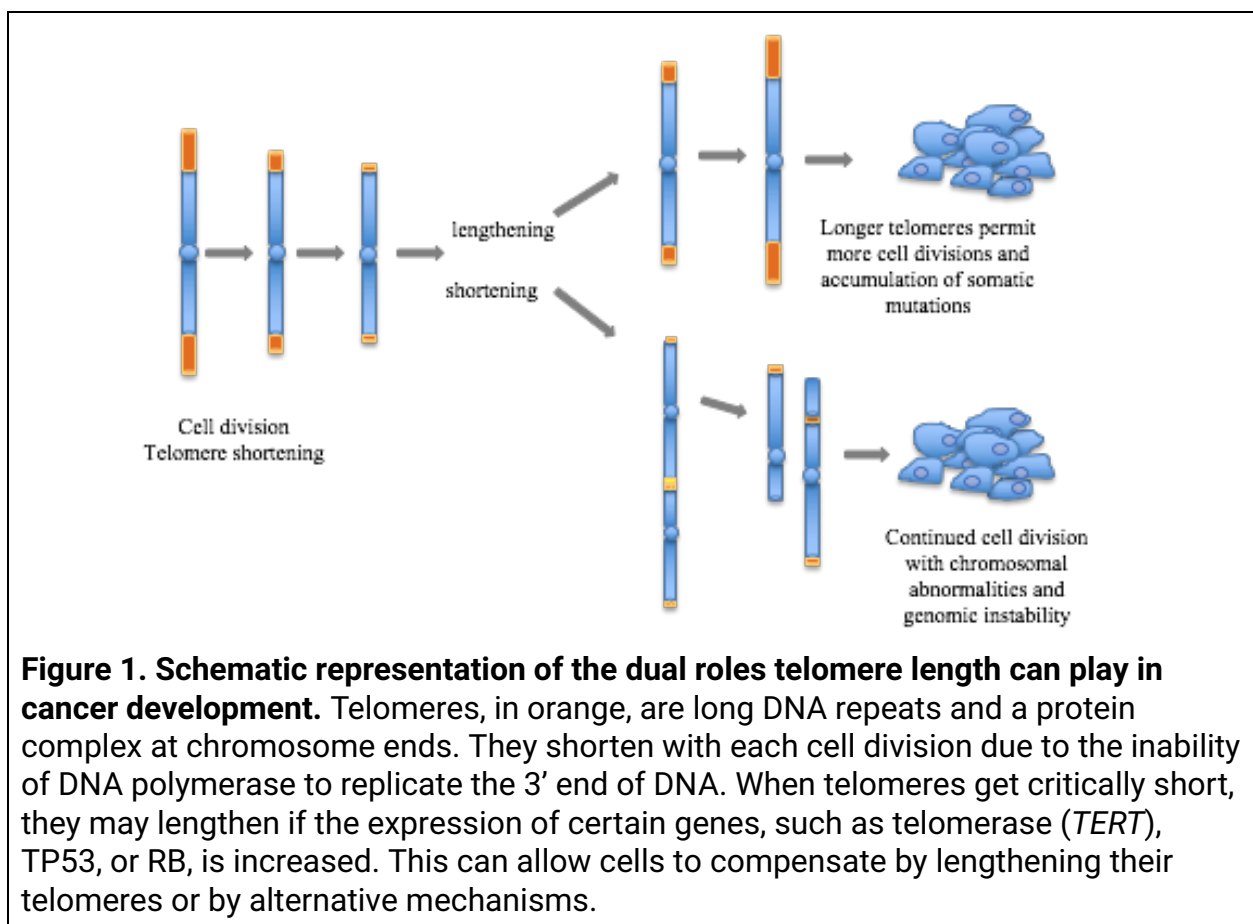 lengthening
shortening
Cell division
Telomere shortening
Longer telomeres permit
more cell divisions and
accumulation of somatic
mutations
Continued cell division
with chromosomal
abnormalities and
genomic instability
Figure 1. Schematic representation of the dual roles telomere length can play in
cancer development. Telomeres, in orange, are long DNA repeats and a protein
complex at chromosome ends. They shorten with each cell division due to the inability
of DNA polymerase to replicate the 3’ end of DNA. When telomeres get critically short,
they may lengthen if the expression of certain genes, such as telomerase (TERT),
TP53, or RB, is increased. This can allow cells to compensate by lengthening their
telomeres or by alternative mechanisms.